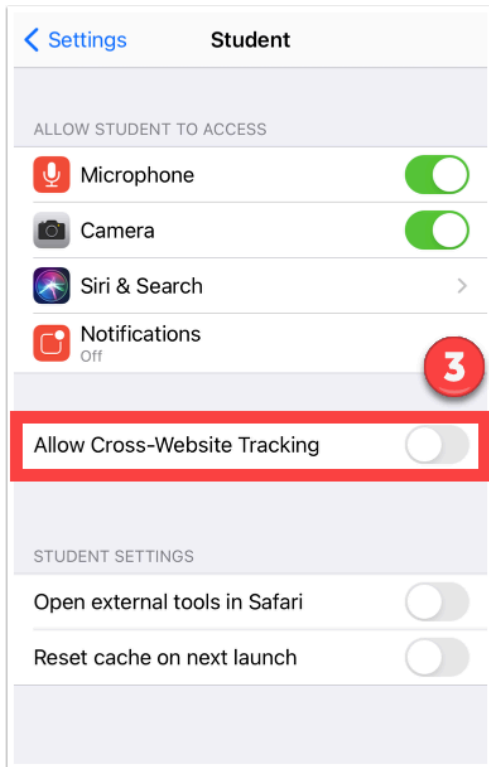 Settings Student
ALLOW STUDENT TO ACCESS
Microphone
Camera
Siri & Search
Notifications
Off
3
Allow Cross-Website Tracking
STUDENT SETTINGS
Open external tools in Safari
Reset cache on next launch